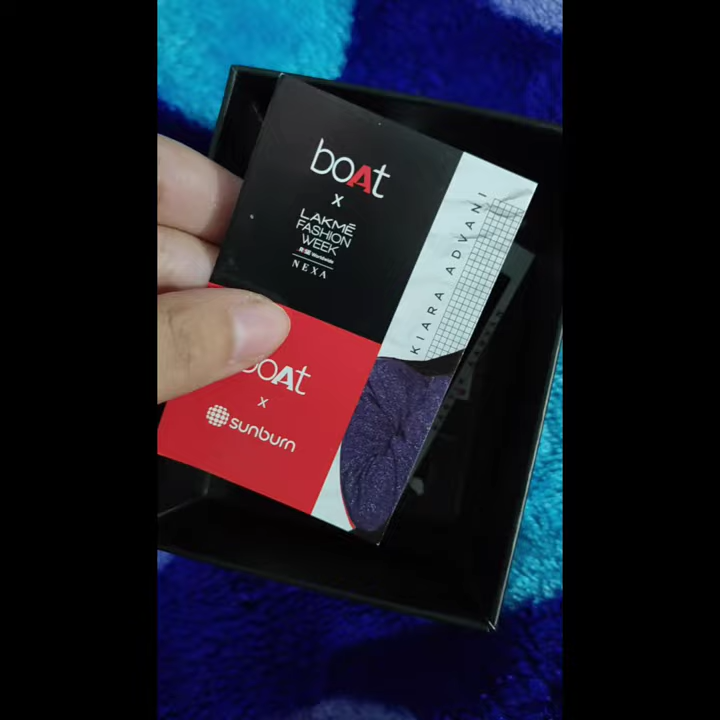 boAt
x
LAKMĒ
FASHION
WEEK
NEXA
KIARA ADVANI
boAt
x
sunburn